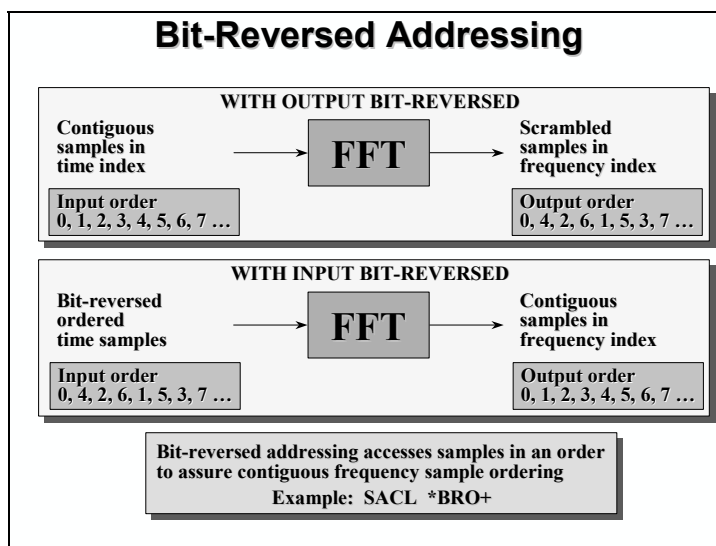 Bit-Reversed Addressing
WITH OUTPUT BIT-REVERSED
Contiguous
samples in
time index
FFT
Scrambled
samples in
frequency index
Input order
0, 1, 2, 3, 4, 5, 6, 7 …
Output order
0, 4, 2, 6, 1, 5, 3, 7 …
WITH INPUT BIT-REVERSED
Bit-reversed
ordered
time samples
FFT
Contiguous
samples in
frequency index
Input order
0, 4, 2, 6, 1, 5, 3, 7 …
Output order
0, 1, 2, 3, 4, 5, 6, 7 …
Bit-reversed addressing accesses samples in an order
to assure contiguous frequency sample ordering
Example: SACL *BRO+